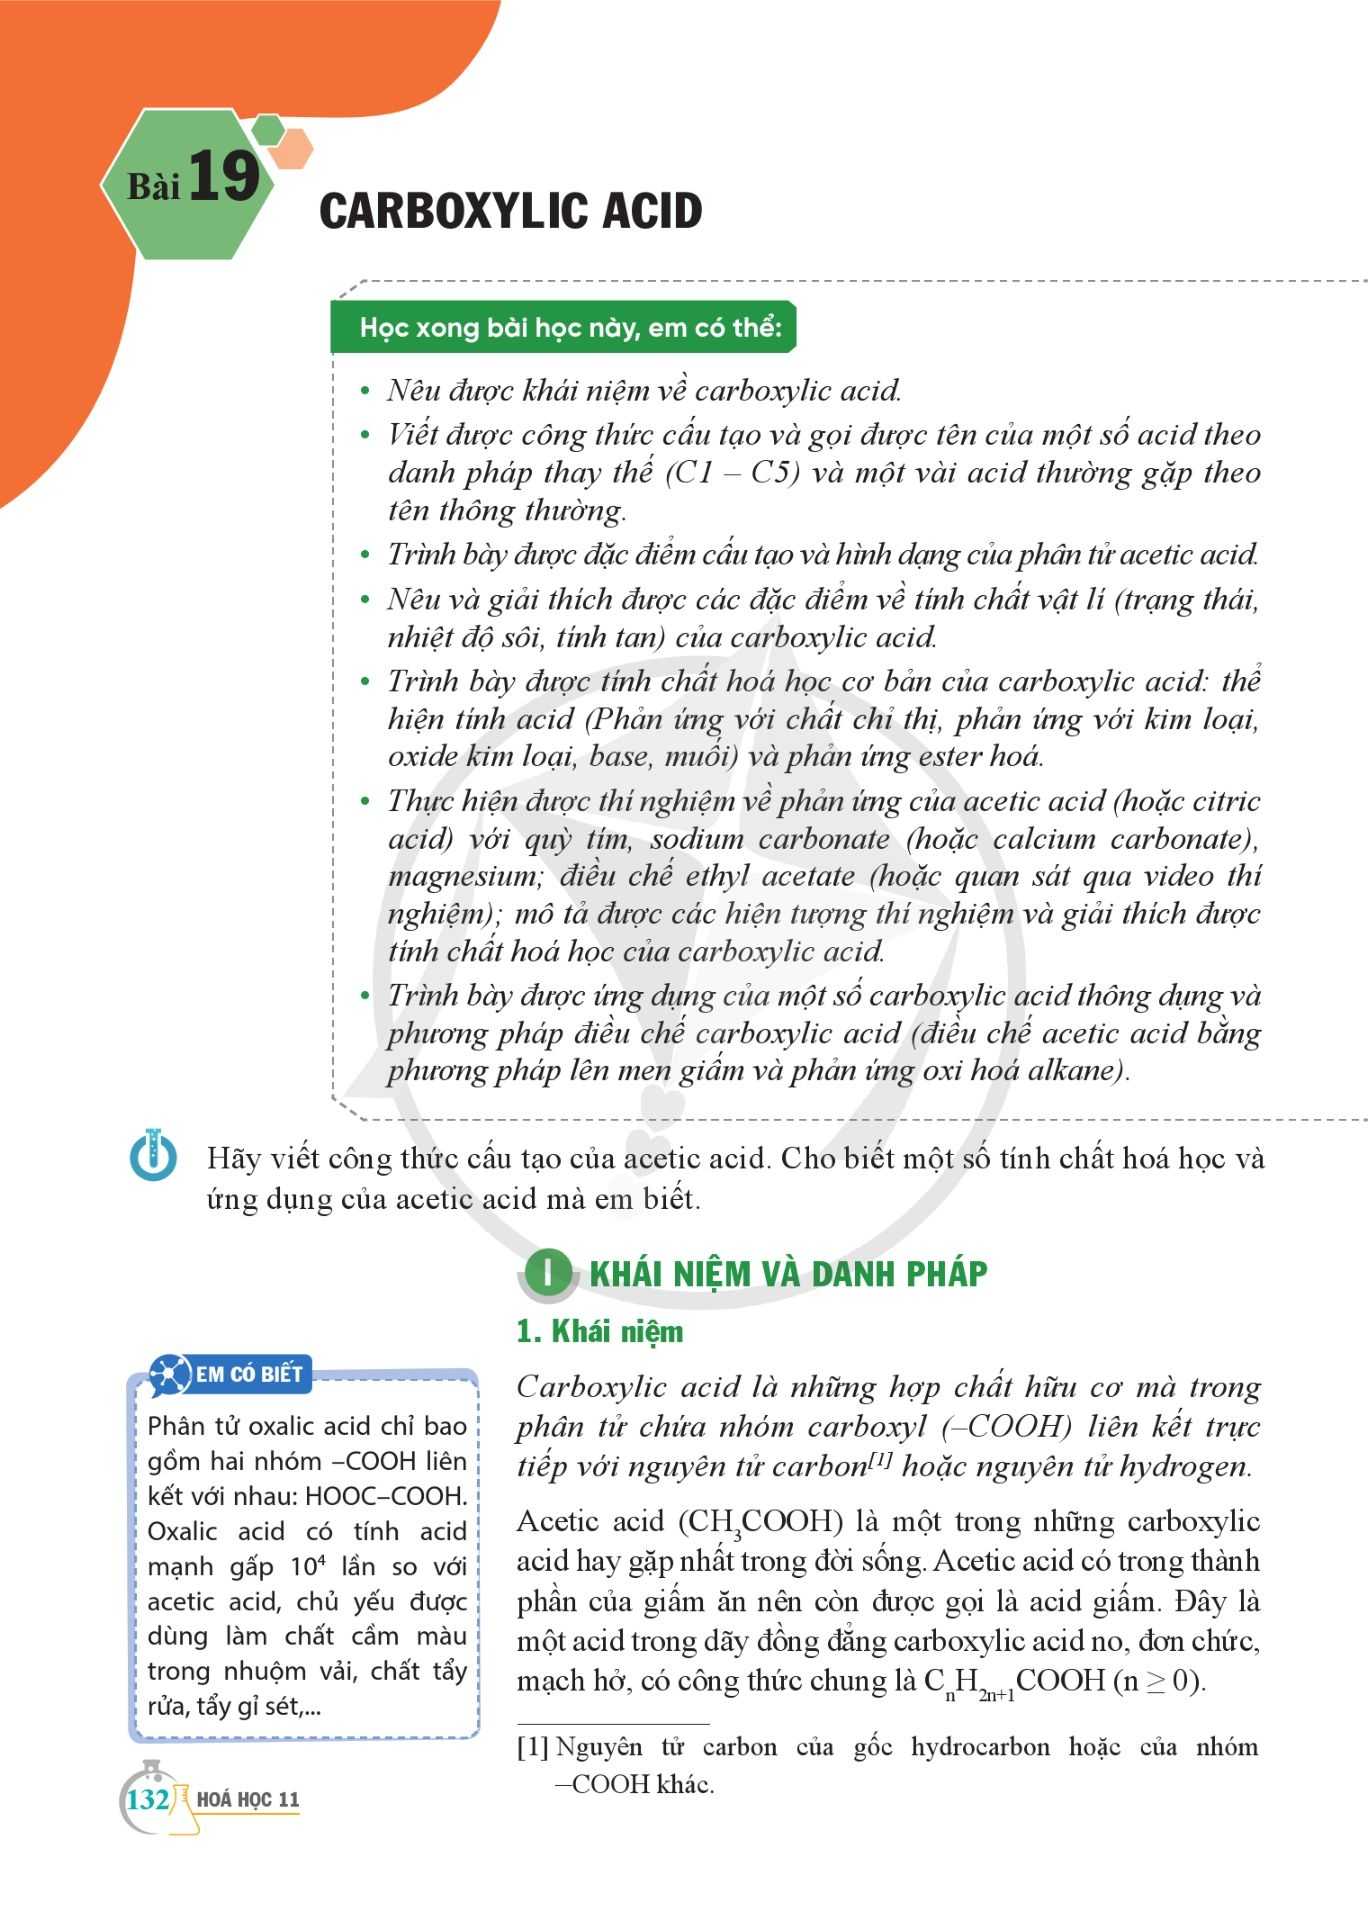 Bài 19
CARBOXYLIC ACID
Học xong bài học này, em có thể:
• Nêu được khái niệm về carboxylic acid.
• Viết được công thức cấu tạo và gọi được tên của một số acid theo
danh pháp thay thế (C1 – C5) và một vài acid thường gặp theo
tên thông thường.
• Trình bày được đặc điểm cấu tạo và hình dạng của phân tử acetic acid.
• Nêu và giải thích được các đặc điểm về tính chất vật lí (trạng thái,
nhiệt độ sôi, tính tan) của carboxylic acid.
• Trình bày được tính chất hoá học cơ bản của carboxylic acid: thể
hiện tính acid (Phản ứng với chất chỉ thị, phản ứng với kim loại,
oxide kim loại, base, muối) và phản ứng ester hoá.
• Thực hiện được thí nghiệm về phản ứng của acetic acid (hoặc citric
acid) với quỳ tím, sodium carbonate (hoặc calcium carbonate),
magnesium; điều chế ethyl acetate (hoặc quan sát qua video thí
nghiệm); mô tả được các hiện tượng thí nghiệm và giải thích được
tính chất hoá học của carboxylic acid.
• Trình bày được ứng dụng của một số carboxylic acid thông dụng và
phương pháp điều chế carboxylic acid (điều chế acetic acid bằng
phương pháp lên men giấm và phản ứng oxi hoá alkane).
Hãy viết công thức cấu tạo của acetic acid. Cho biết một số tính chất hoá học và
ứng dụng của acetic acid mà em biết.
I KHÁI NIỆM VÀ DANH PHÁP
1. Khái niệm
Carboxylic acid là những hợp chất hữu cơ mà trong
phân tử chứa nhóm carboxyl (–COOH) liên kết trực
tiếp với nguyên tử carbon[1] hoặc nguyên tử hydrogen.
Acetic acid (CH₃COOH) là một trong những carboxylic
acid hay gặp nhất trong đời sống. Acetic acid có trong thành
phần của giấm ăn nên còn được gọi là acid giấm. Đây là
một acid trong dãy đồng đẳng carboxylic acid no, đơn chức,
mạch hở, có công thức chung là CₙH₂ₙ₊₁COOH (n ≥ 0).
[1] Nguyên tử carbon của gốc hydrocarbon hoặc của nhóm
–COOH khác.
EM CÓ BIẾT
Phân tử oxalic acid chỉ bao
gồm hai nhóm –COOH liên
kết với nhau: HOOC–COOH.
Oxalic acid có tính acid
mạnh gấp 10⁴ lần so với
acetic acid, chủ yếu được
dùng làm chất cầm màu
trong nhuộm vải, chất tẩy
rửa, tẩy gỉ sét,...
132 HOÁ HỌC 11